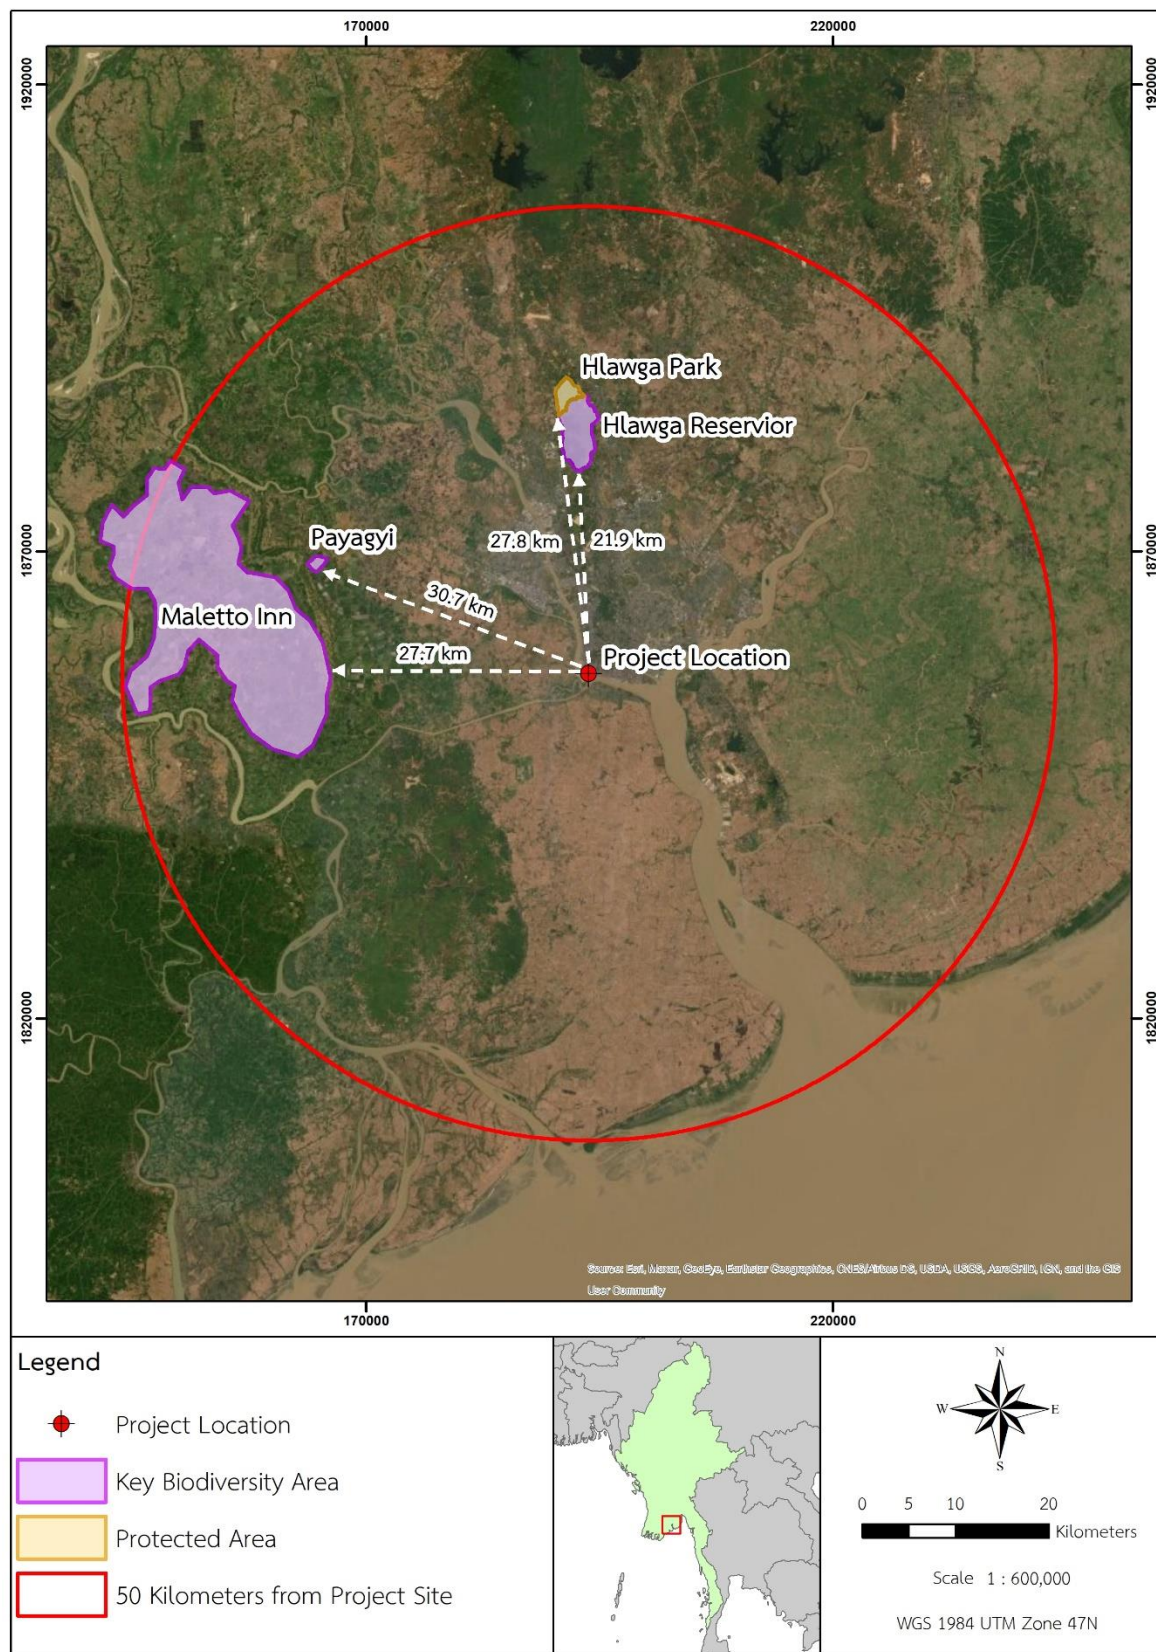 170000
220000
1920000
1920000
Hlawga Park
Hlawga Reservior
27.8 km
21.9 km
1870000
1870000
Payagyi
30.7 km
Maletto Inn
27.7 km
Project Location
1820000
1820000
Source: Esri, Maxar, GeoEye, Earthstar Geographics, CNES/Airbus DS, USDA, USGS, AeroGRID, IGN, and the GIS
User Community
170000
220000
Legend
Project Location
Key Biodiversity Area
Protected Area
50 Kilometers from Project Site
N
W
E
S
0 5 10 20
Kilometers
Scale 1 : 600,000
WGS 1984 UTM Zone 47N